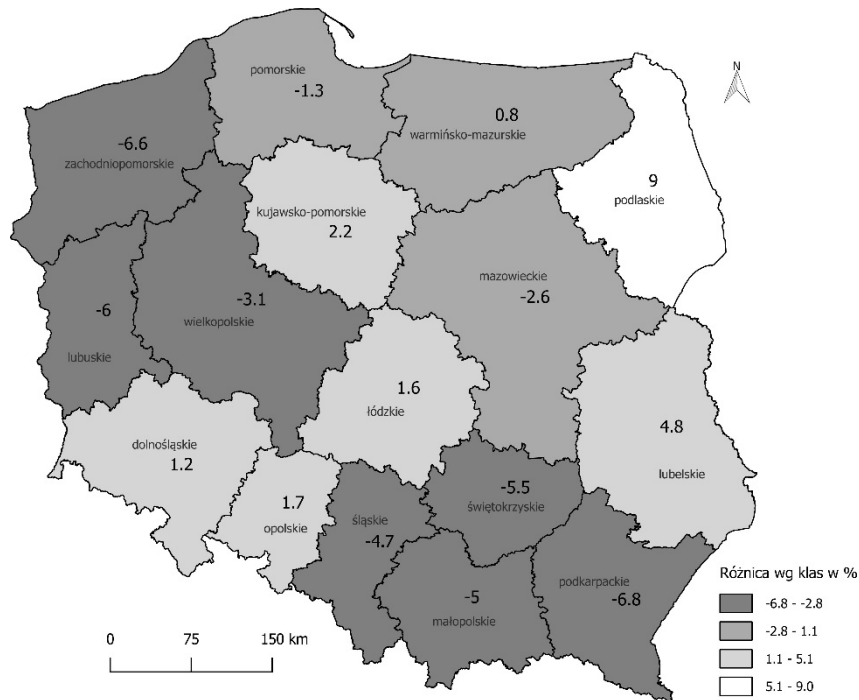 N
pomorskie
-1.3
0.8
warmińsko-mazurskie
-6.6
zachodniopomorskie
9
podlaskie
kujawsko-pomorskie
2.2
mazowieckie
-2.6
-3.1
wielkopolskie
-6
lubuskie
1.6
łódzkie
4.8
lubelskie
dolnośląskie
1.2
1.7
opolskie
śląskie
-4.7
-5.5
świętokrzyskie
-5
małopolskie
podkarpackie
-6.8
Różnica wg klas w %
-6.8 - -2.8
-2.8 - 1.1
1.1 - 5.1
5.1 - 9.0
0 75 150 km